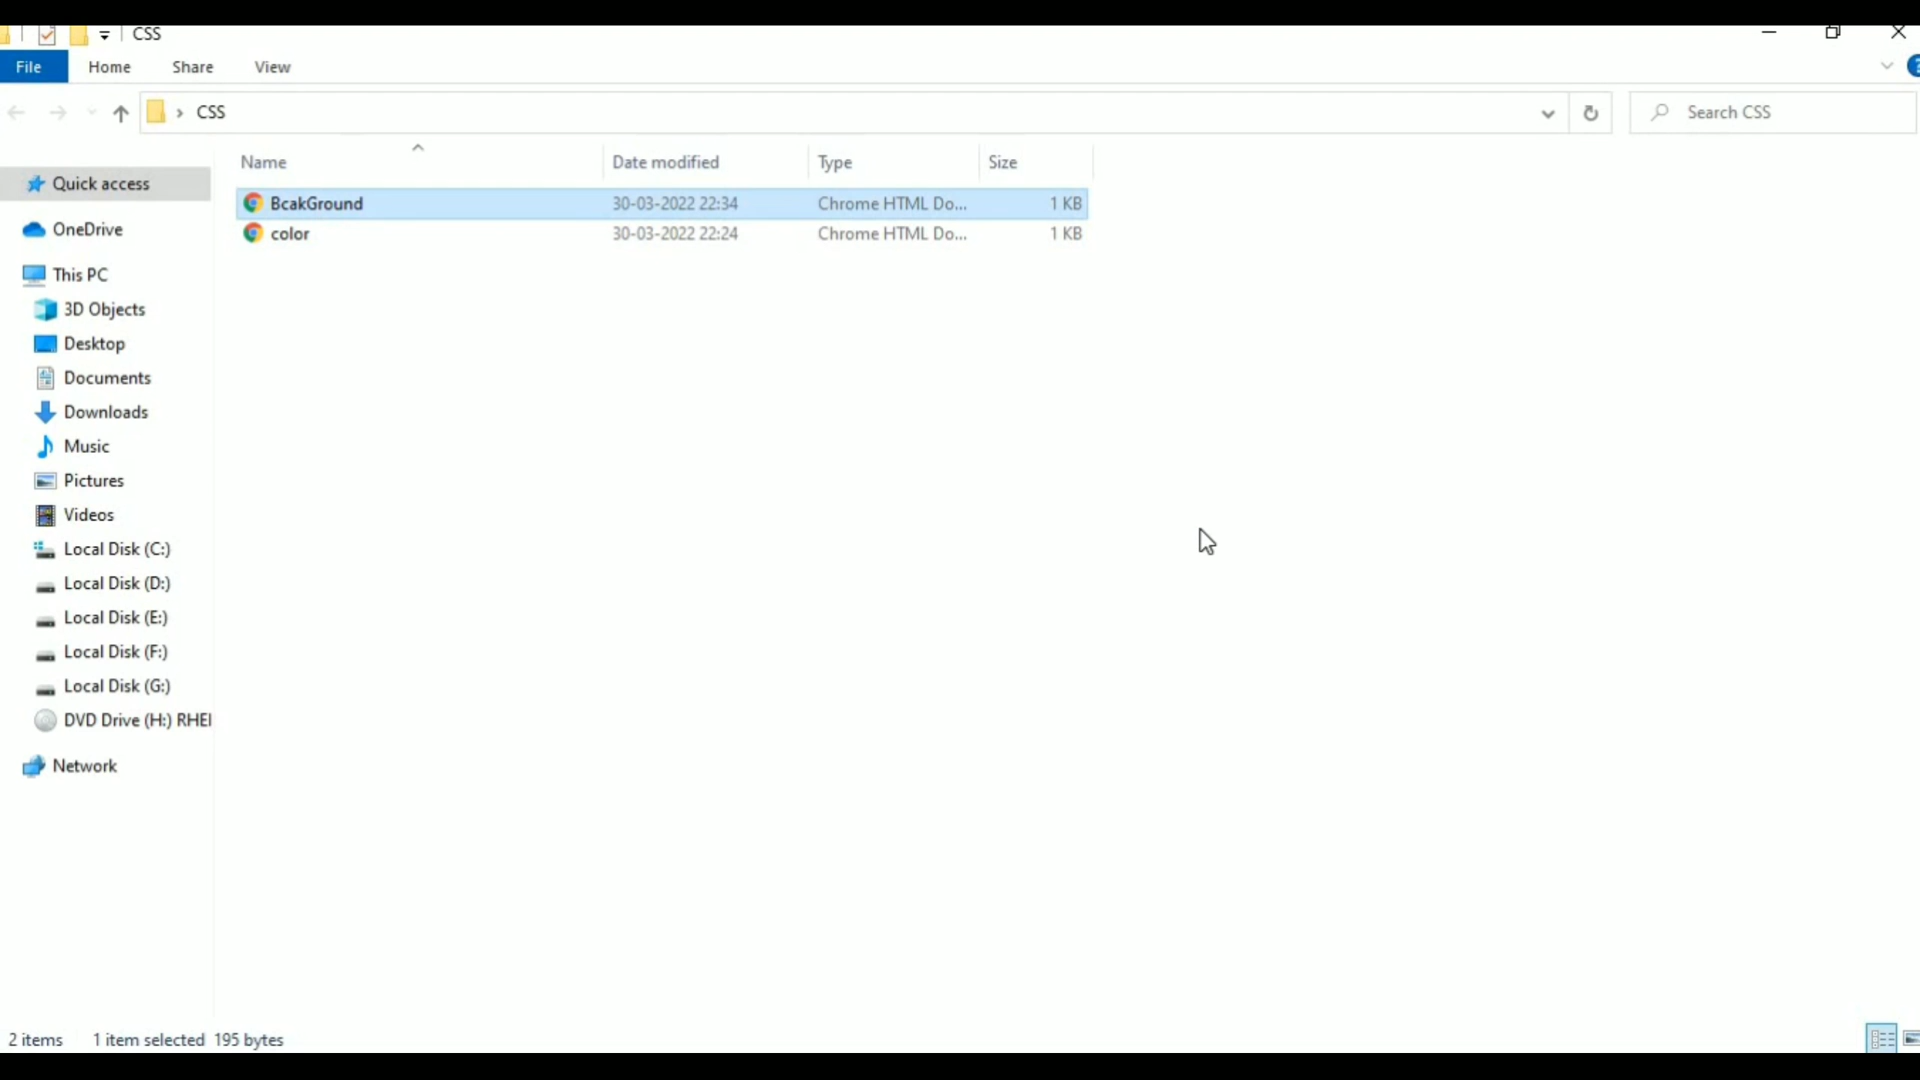 CSS
File Home Share View
CSS
Search CSS
Name Date modified Type Size
Quick access
BcakGround 30-03-2022 22:34 Chrome HTML Do... 1 KB
OneDrive
color 30-03-2022 22:24 Chrome HTML Do... 1 KB
This PC
3D Objects
Desktop
Documents
Downloads
Music
Pictures
Videos
Local Disk (C:)
Local Disk (D:)
Local Disk (E:)
Local Disk (F:)
Local Disk (G:)
DVD Drive (H:) RHEI
Network
2 items 1 item selected 195 bytes